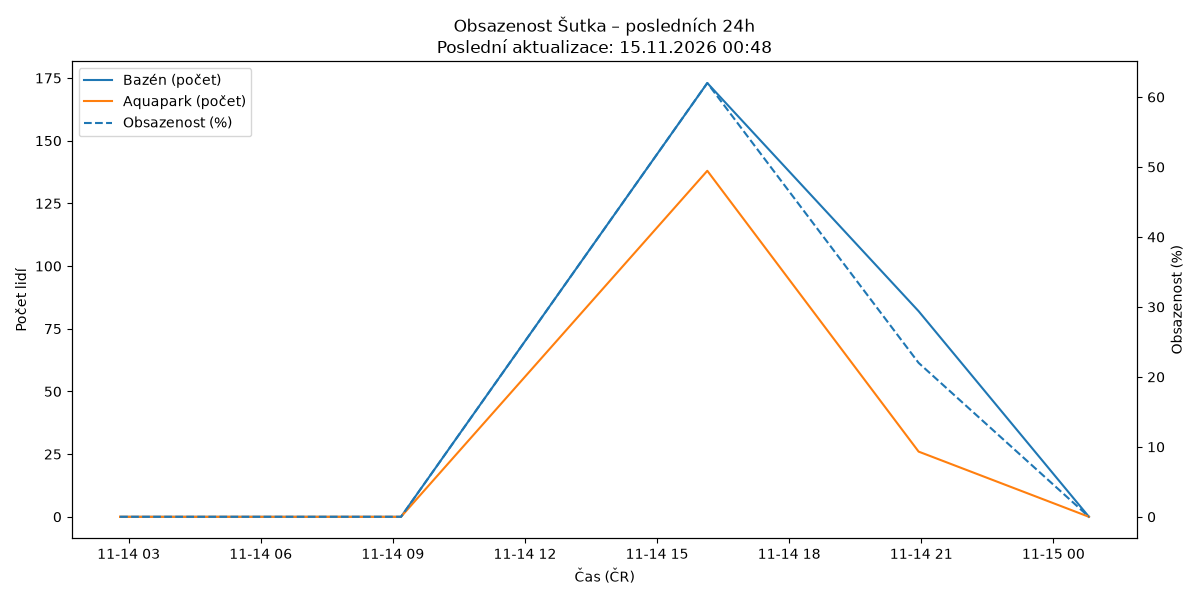 Obsazenost Šutka – posledních 24h
Poslední aktualizace: 15.11.2026 00:48
Bazén (počet)
Aquapark (počet)
Obsazenost (%)
Počet lidí
175
150
125
100
75
50
25
0
60
50
40
30
20
10
0
Obsazenost (%)
11-14 03
11-14 06
11-14 09
11-14 12
11-14 15
11-14 18
11-14 21
11-15 00
Čas (ČR)